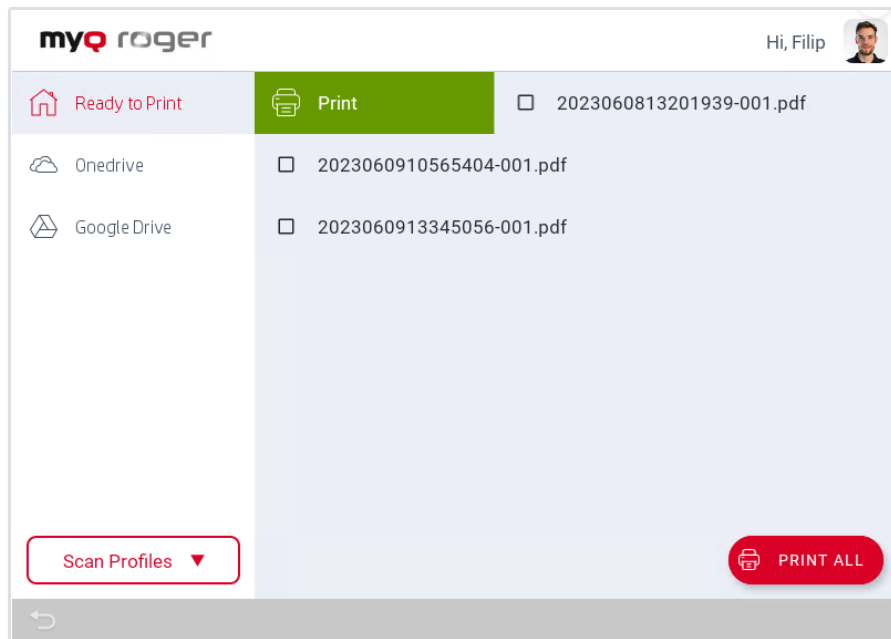 myQ roger
Hi, Filip
Ready to Print
Print
2023060813201939-001.pdf
Onedrive
2023060910565404-001.pdf
Google Drive
2023060913345056-001.pdf
Scan Profiles ▼
PRINT ALL